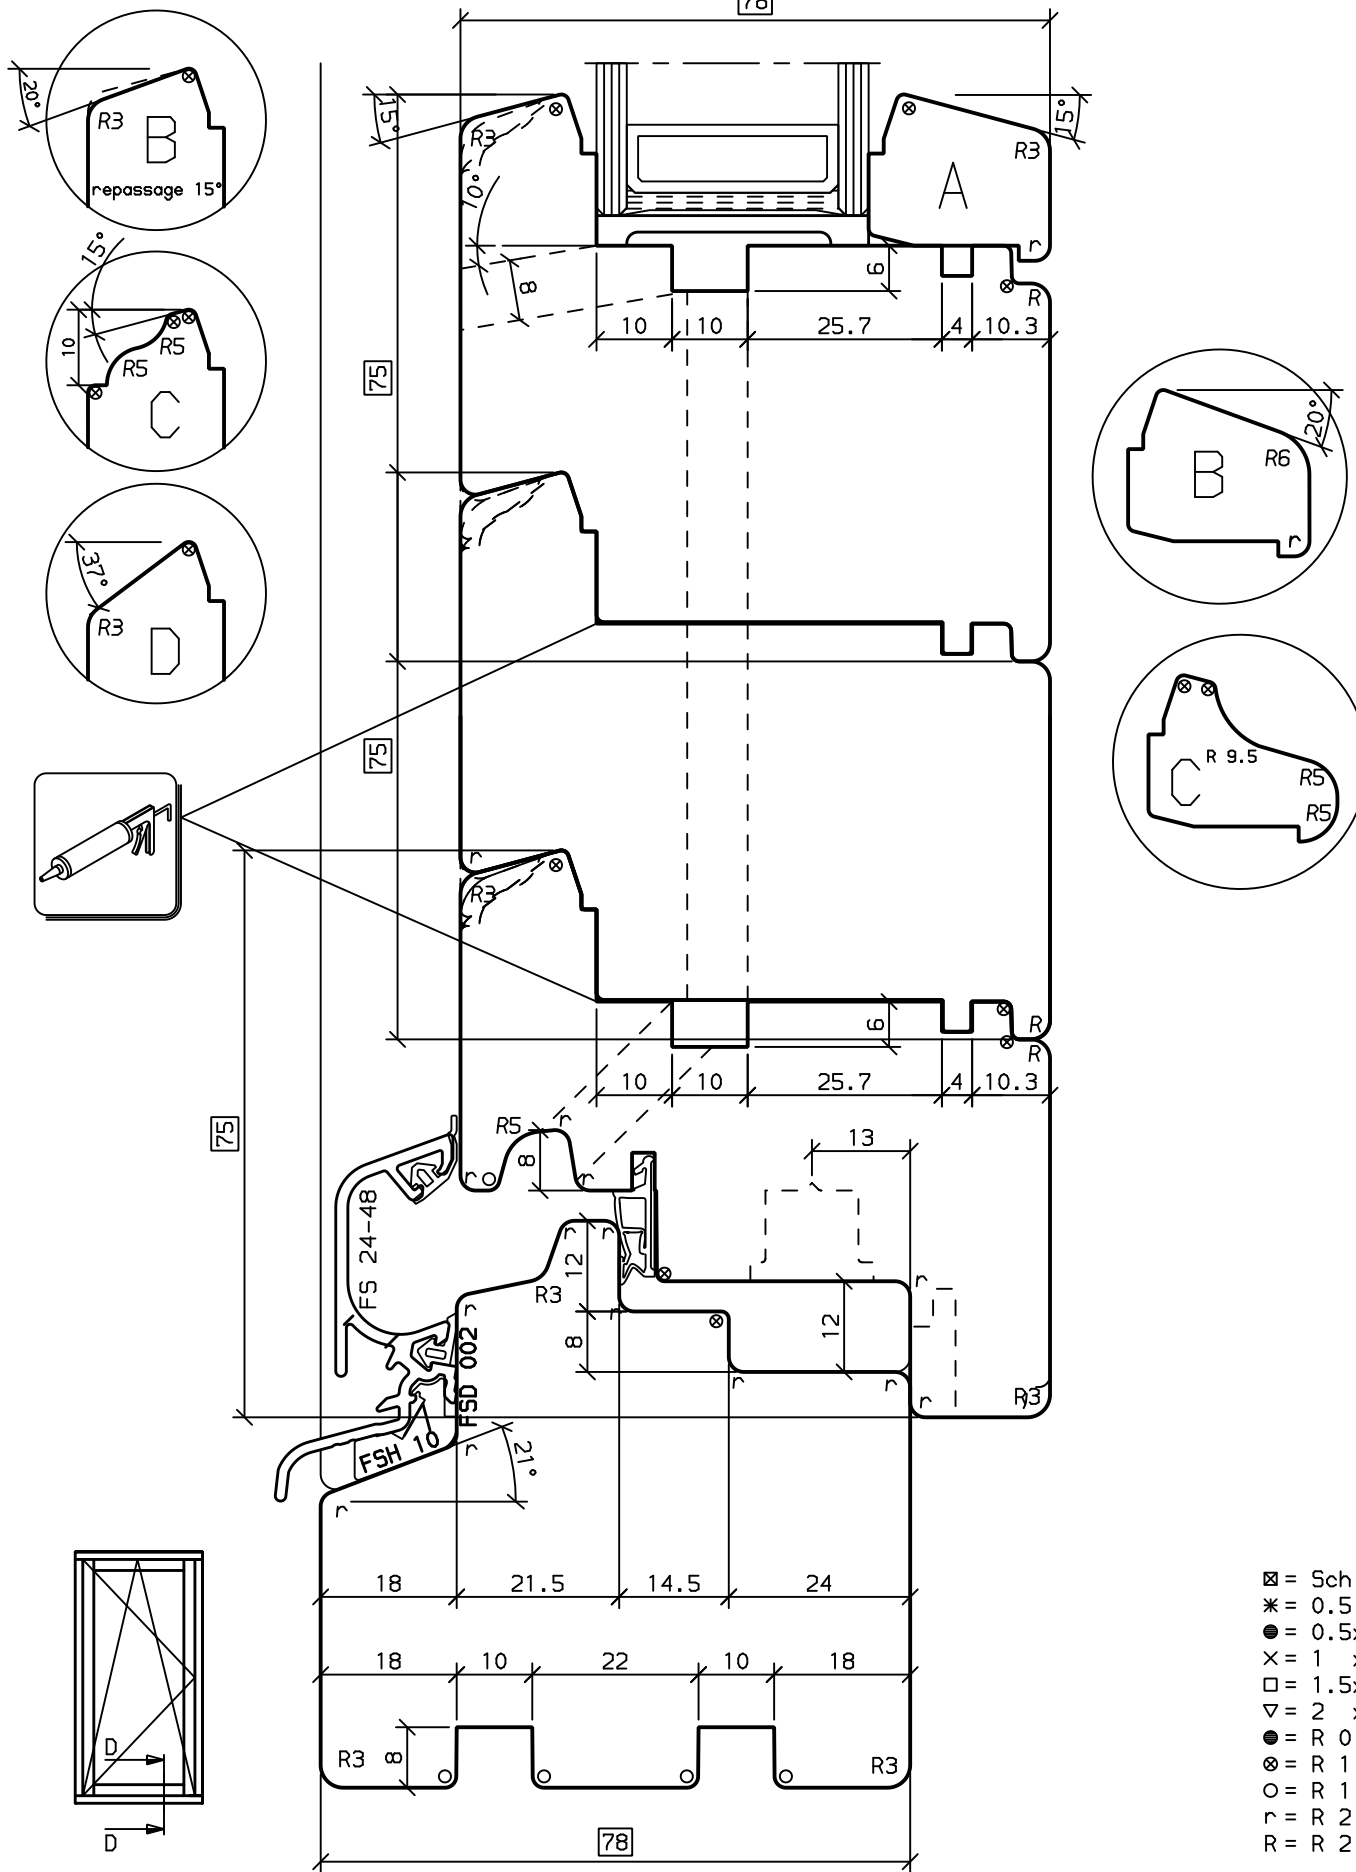 78
20°
R3
B
repassage 15°
15°
R3
10°
8
A
R3
15°
r
R
6
10 10 25.7 4 10.3
15°
10
R5
R5
C
75
B
R6
20°
r
37°
R3
D
75
C
R 9.5
R5
R5
r
R3
R
R
6
10 10 25.7 4 10.3
75
R5
r
8
r
r
13
FS 24-48
r
r
12
R3
r
r
8
12
r
r
r
r
R3
FSD 002
FSH 10
r
21°
r
18 21.5 14.5 24
18 10 22 10 18
R3
8
R3
D
D
78
= Sch
= 0.5
= 0.5x
= 1
= 1.5x
= 2
= R 0
= R 1
= R 1
r = R 2
R = R 2